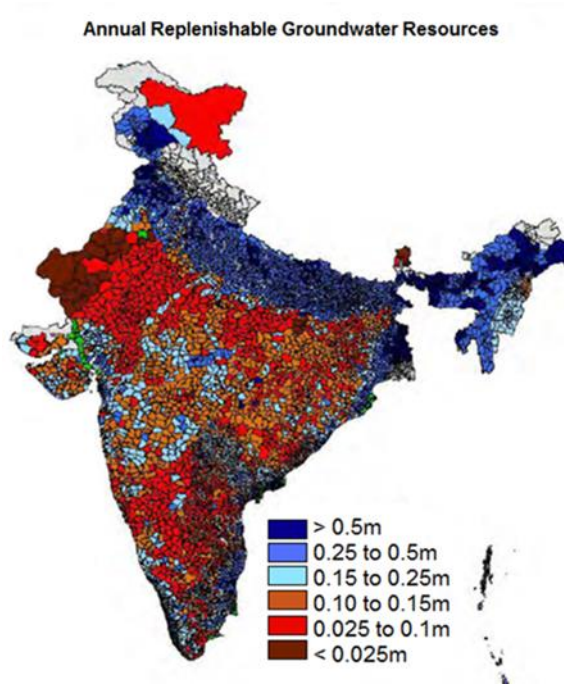 Annual Replenishable Groundwater Resources
> 0.5m
0.25 to 0.5m
0.15 to 0.25m
0.10 to 0.15m
0.025 to 0.1m
< 0.025m